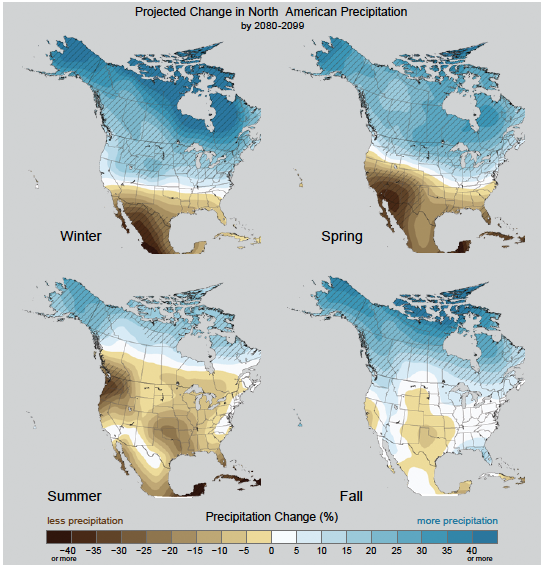 Projected Change in North American Precipitation
by 2080-2099
Winter
Spring
Summer
Fall
less precipitation
Precipitation Change (%)
more precipitation
−40 −35 −30 −25 −20 −15 −10 −5 0 5 10 15 20 25 30 35 40
or more
or more